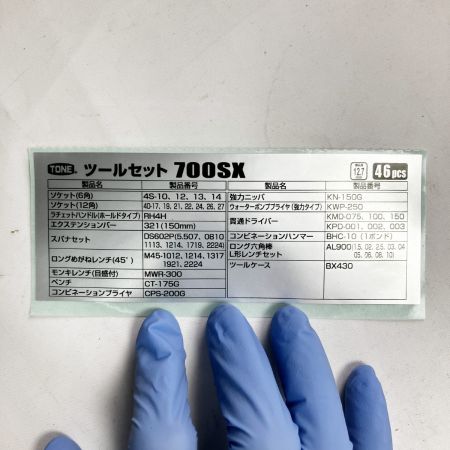 TONE ツールセット 700SX 12.7 46pcs
製品名 製品番号
ソケット(6角) 4S-10, 12, 13, 14
ソケット(12角) 4D-17, 19, 21, 22, 24, 26, 27
ラチェットハンドル(ホールドタイプ) RH4H
エクステンションバー 321(150mm)
スパナセット DS602P(5.507, 0810
1113, 1214, 1719, 2224)
ロングめがねレンチ(45°) M45-1012, 1214, 1317
1921, 2224
モンキレンチ(目盛付) MWR-300
ペンチ CT-175G
コンビネーションプライヤ CPS-200G
製品名 製品番号
強力ニッパ KN-150G
ウォーターポンププライヤ(強力タイプ) KWP-250
貫通ドライバー KMD-075, 100, 150
KPD-001, 002, 003
コンビネーションハンマー BHC-10 (1ポンド)
ロング六角棒 AL900(15, 02, 25, 03, 04
L形レンチセット 05, 06, 08, 10)
ツールケース BX430